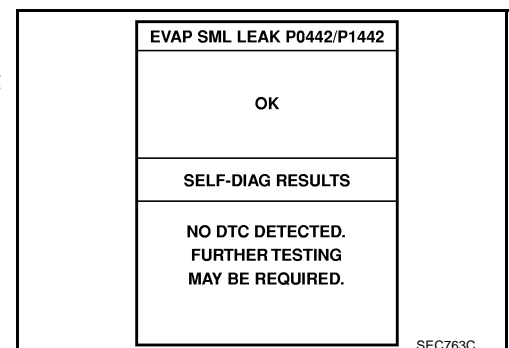 EVAP SML LEAK P0442/P1442
OK
SELF-DIAG RESULTS
NO DTC DETECTED.
FURTHER TESTING
MAY BE REQUIRED.
SEC763C